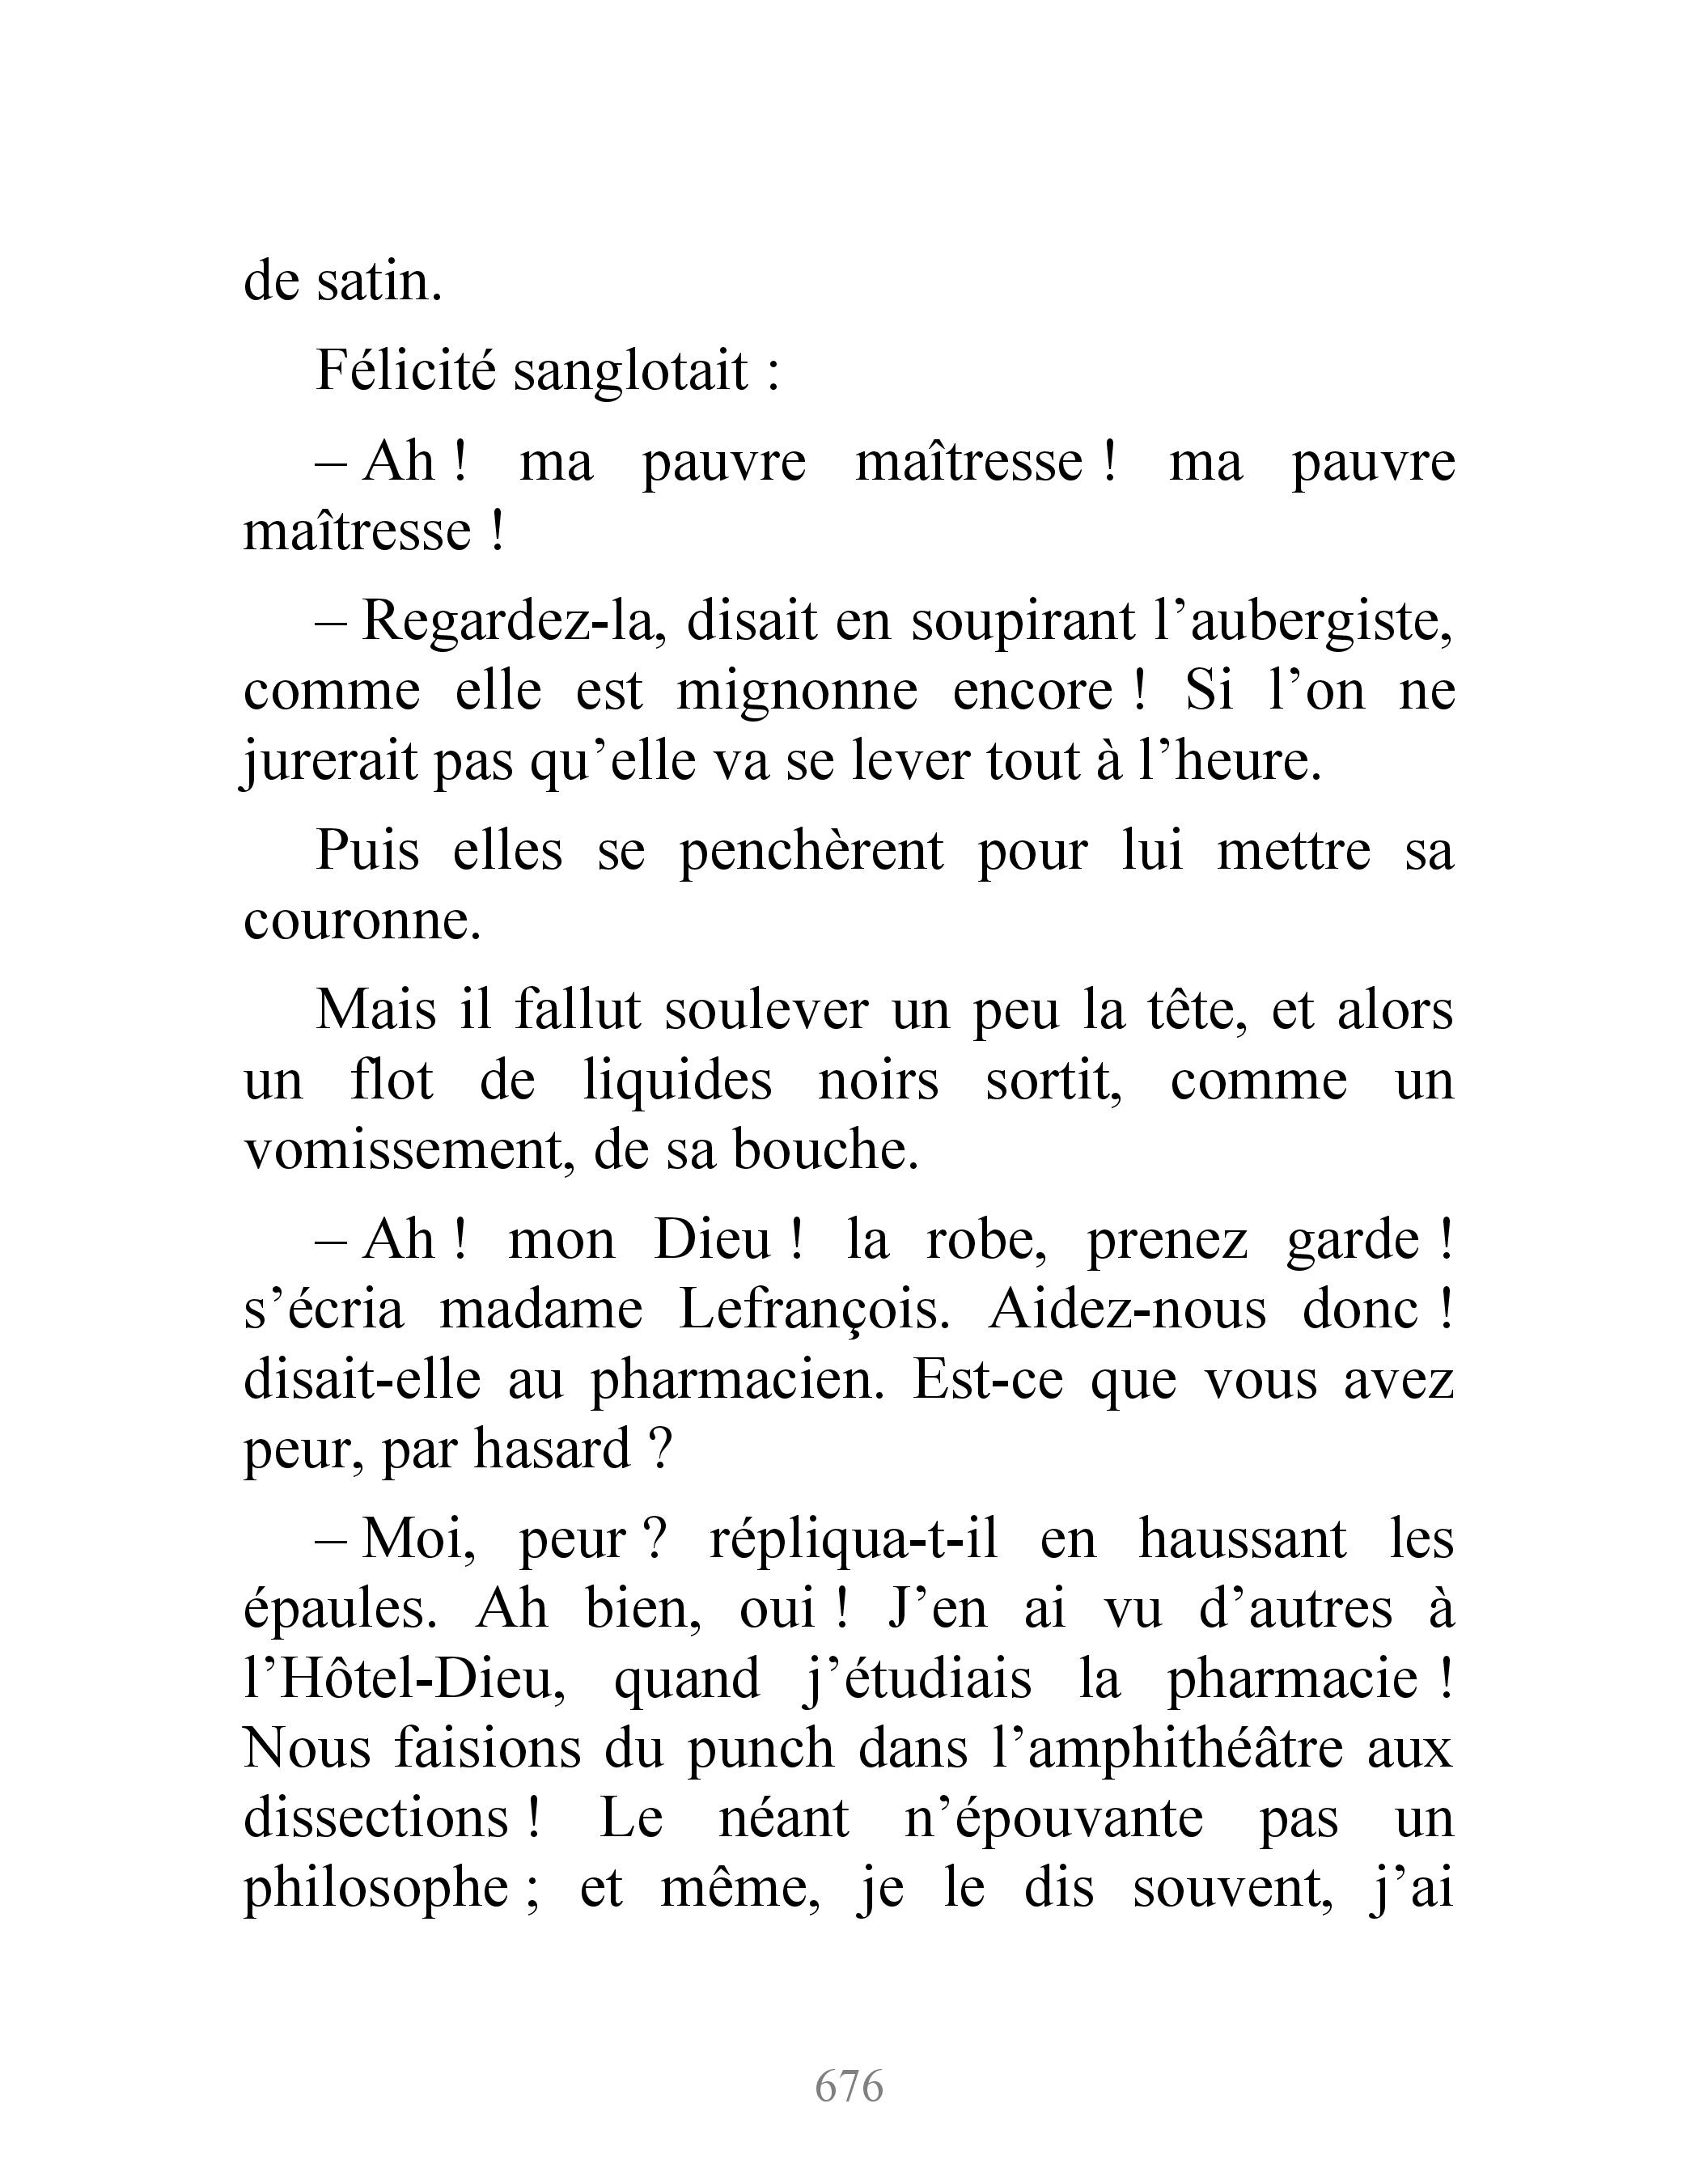 de satin.
Félicité sanglotait :
– Ah ! ma pauvre maîtresse ! ma pauvre
maîtresse !
– Regardez-la, disait en soupirant l’aubergiste,
comme elle est mignonne encore ! Si l’on ne
jurerait pas qu’elle va se lever tout à l’heure.
Puis elles se penchèrent pour lui mettre sa
couronne.
Mais il fallut soulever un peu la tête, et alors
un flot de liquides noirs sortit, comme un
vomissement, de sa bouche.
– Ah ! mon Dieu ! la robe, prenez garde !
s’écria madame Lefrançois. Aidez-nous donc !
disait-elle au pharmacien. Est-ce que vous avez
peur, par hasard ?
– Moi, peur ? répliqua-t-il en haussant les
épaules. Ah bien, oui ! J’en ai vu d’autres à
l’Hôtel-Dieu, quand j’étudiais la pharmacie !
Nous faisions du punch dans l’amphithéâtre aux
dissections ! Le néant n’épouvante pas un
philosophe ; et même, je le dis souvent, j’ai
676